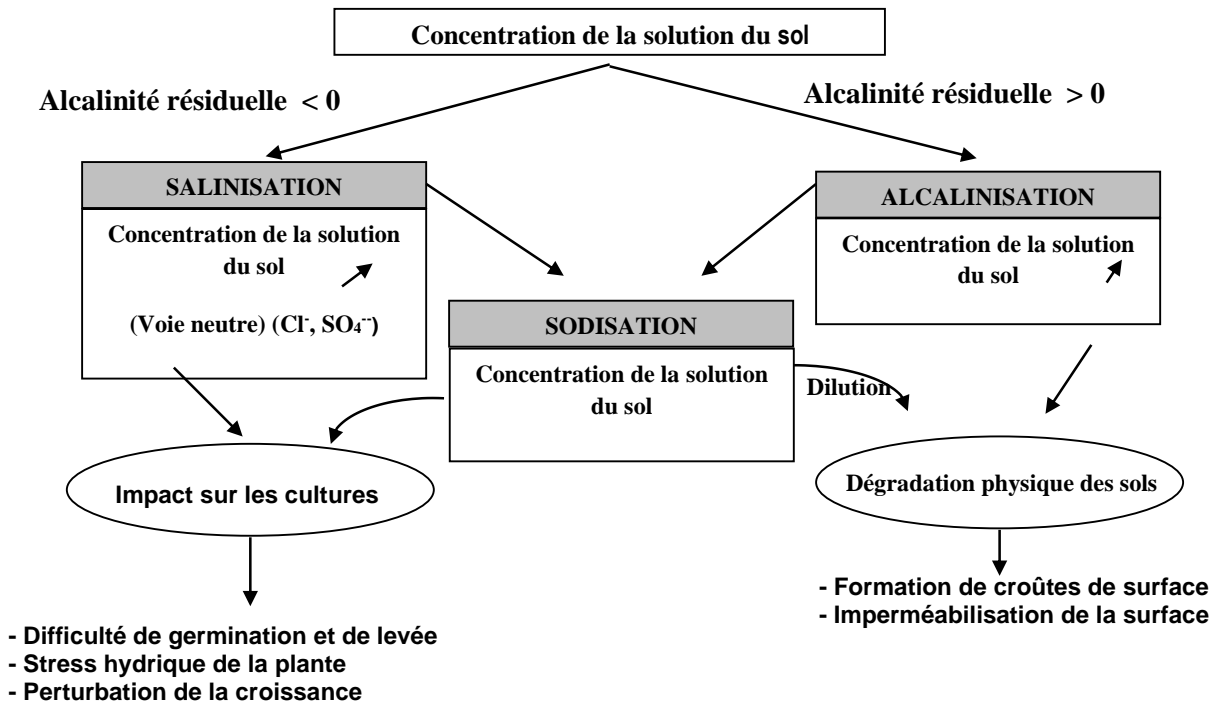 Concentration de la solution du sol
Alcalinité résiduelle < 0
Alcalinité résiduelle > 0
SALINISATION
Concentration de la solution
du sol
(Voie neutre) (Cl⁻, SO₄⁻⁻)
ALCALINISATION
Concentration de la solution
du sol
SODISATION
Concentration de la solution
du sol
Dilution
Impact sur les cultures
Dégradation physique des sols
- Formation de croûtes de surface
- Imperméabilisation de la surface
- Difficulté de germination et de levée
- Stress hydrique de la plante
- Perturbation de la croissance